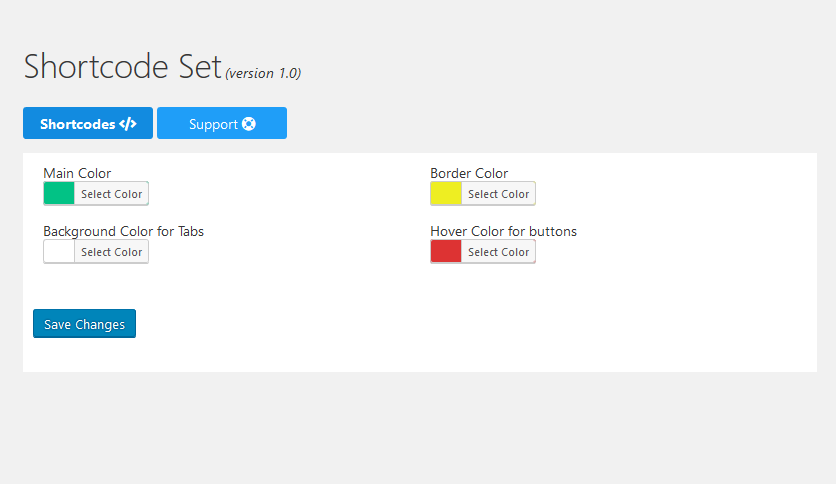 Shortcode Set (version 1.0)
Shortcodes </> Support
Main Color Border Color
Select Color Select Color
Background Color for Tabs Hover Color for buttons
Select Color Select Color
Save Changes